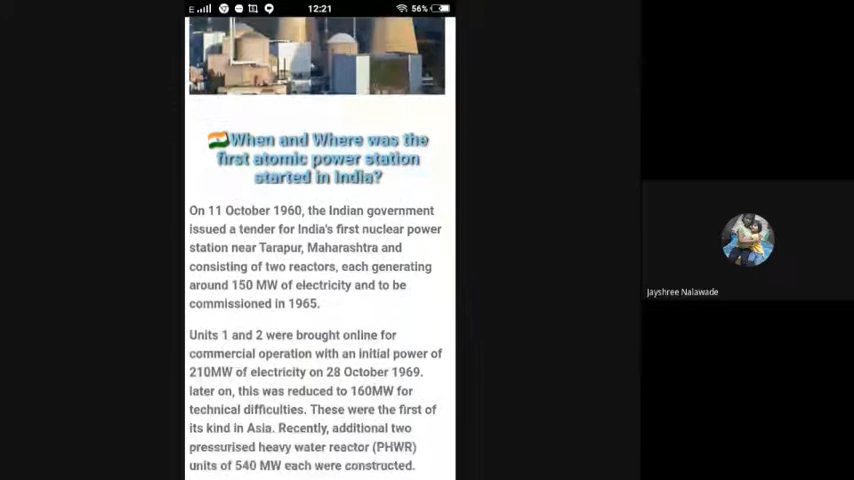 E
12:21
56%
When and Where was the
first atomic power station
started in India?
On 11 October 1960, the Indian government
issued a tender for India's first nuclear power
station near Tarapur, Maharashtra and
consisting of two reactors, each generating
around 150 MW of electricity and to be
commissioned in 1965.
Units 1 and 2 were brought online for
commercial operation with an initial power of
210MW of electricity on 28 October 1969.
later on, this was reduced to 160MW for
technical difficulties. These were the first of
its kind in Asia. Recently, additional two
pressurised heavy water reactor (PHWR)
units of 540 MW each were constructed.
Jayshree Nalawade